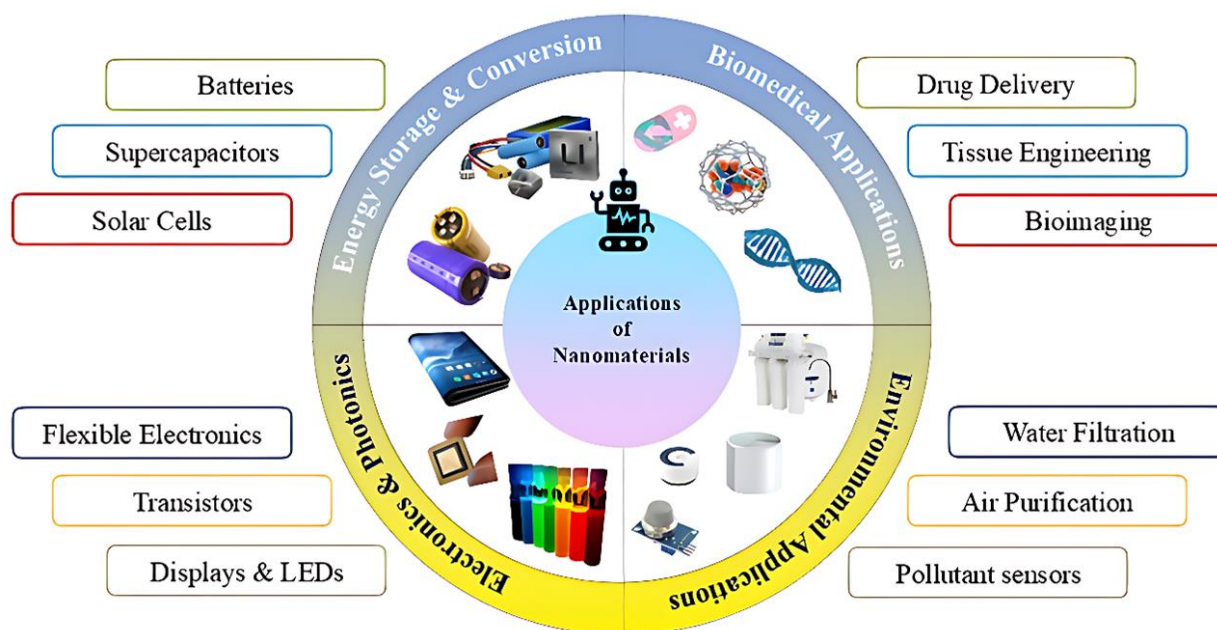 Energy Storage & Conversion
Biomedical Applications
Batteries
Supercapacitors
Solar Cells
Drug Delivery
Tissue Engineering
Bioimaging
LI
Applications
of
Nanomaterials
Electronics & Photonics
Environmental Applications
Flexible Electronics
Transistors
Displays & LEDs
Water Filtration
Air Purification
Pollutant sensors